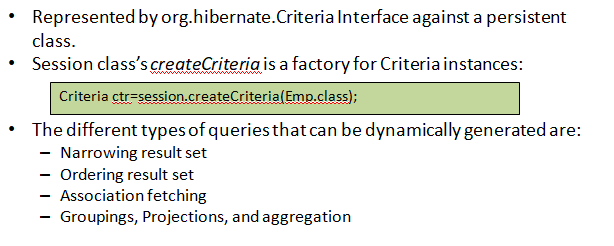 • Represented by org.hibernate.Criteria Interface against a persistent
class.
• Session class's createCriteria is a factory for Criteria instances:
Criteria ctr=session.createCriteria(Emp.class);
• The different types of queries that can be dynamically generated are:
– Narrowing result set
– Ordering result set
– Association fetching
– Groupings, Projections, and aggregation